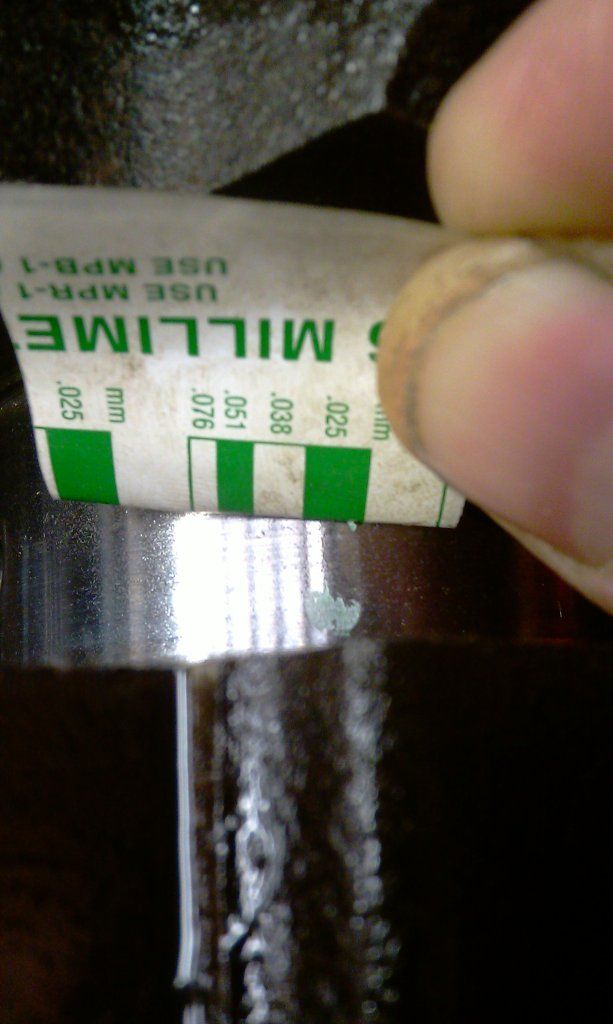 mm .025 .038 .051 .076 mm .025
S MILLIME
USE MPR-1
USE MPB-1